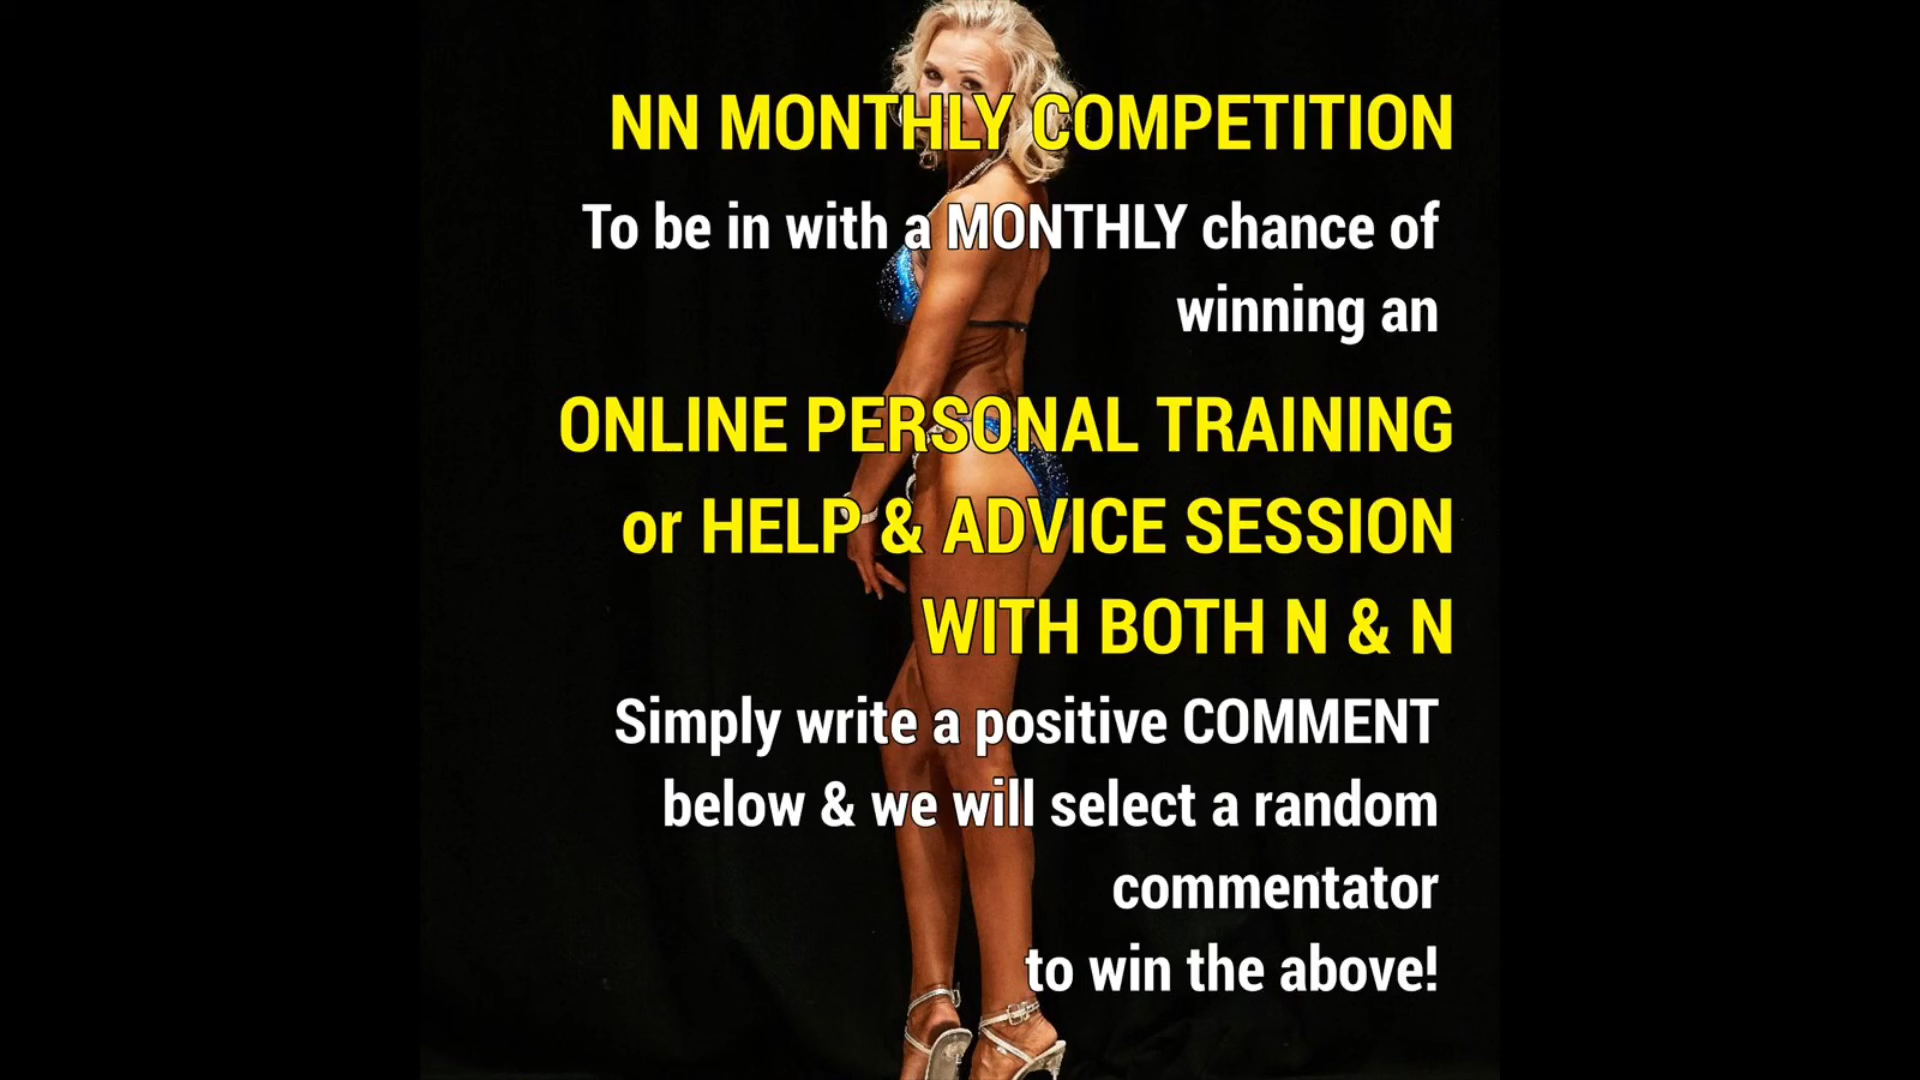 NN MONTHLY COMPETITION
To be in with a MONTHLY chance of
winning an
ONLINE PERSONAL TRAINING
or HELP & ADVICE SESSION
WITH BOTH N & N
Simply write a positive COMMENT
below & we will select a random
commentator
to win the above!